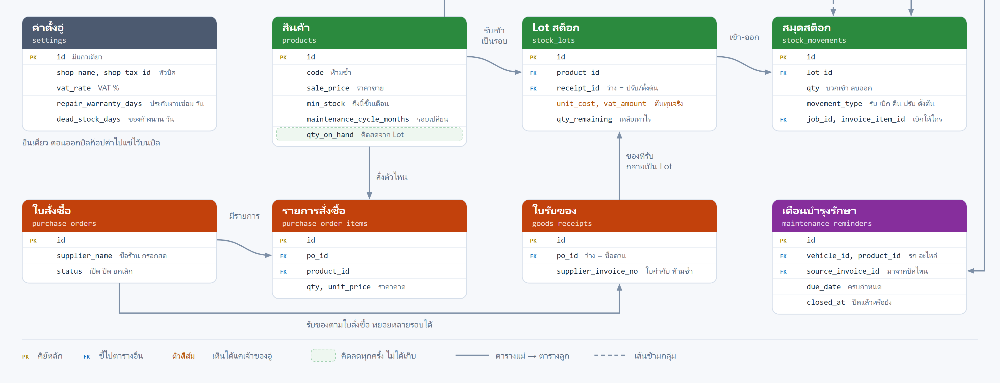 ค่าตั้งอู่
settings
PK id มีแถวเดียว
shop_name, shop_tax_id หัวบิล
vat_rate VAT %
repair_warranty_days ประกันงานซ่อม วัน
dead_stock_days ของค้างนาน วัน
ยืนเดี่ยว ตอนออกบิลก็อปค่าไปแช่ไว้บนบิล
สินค้า
products
PK id
code ห้ามซ้ำ
sale_price ราคาขาย
min_stock ถึงนี้ขึ้นเตือน
maintenance_cycle_months รอบเปลี่ยน
qty_on_hand คิดสดจาก Lot
รับเข้า
เป็นรอบ
Lot สต็อก
stock_lots
PK id
FK product_id
FK receipt_id ว่าง = ปรับ/ตั้งต้น
unit_cost, vat_amount ต้นทุนจริง
qty_remaining เหลือเท่าไร
เข้า-ออก
สมุดสต็อก
stock_movements
PK id
FK lot_id
qty บวกเข้า ลบออก
movement_type รับ เบิก คืน ปรับ ตั้งต้น
FK job_id, invoice_item_id เบิกให้ใคร
สั่งตัวไหน
ของที่รับ
กลายเป็น Lot
ใบสั่งซื้อ
purchase_orders
PK id
supplier_name ชื่อร้าน กรอกสด
status เปิด ปิด ยกเลิก
มีรายการ
รายการสั่งซื้อ
purchase_order_items
PK id
FK po_id
FK product_id
qty, unit_price ราคาคาด
ใบรับของ
goods_receipts
PK id
FK po_id ว่าง = ซื้อด่วน
supplier_invoice_no ใบกำกับ ห้ามซ้ำ
เตือนบำรุงรักษา
maintenance_reminders
PK id
FK vehicle_id, product_id รถ อะไหล่
FK source_invoice_id มาจากบิลไหน
due_date ครบกำหนด
closed_at ปิดแล้วหรือยัง
รับของตามใบสั่งซื้อ ทยอยหลายรอบได้
PK คีย์หลัก FK ชี้ไปตารางอื่น ตัวสีส้ม เห็นได้แค่เจ้าของอู่ คิดสดทุกครั้ง ไม่ได้เก็บ ตารางแม่ → ตารางลูก เส้นข้ามกลุ่ม